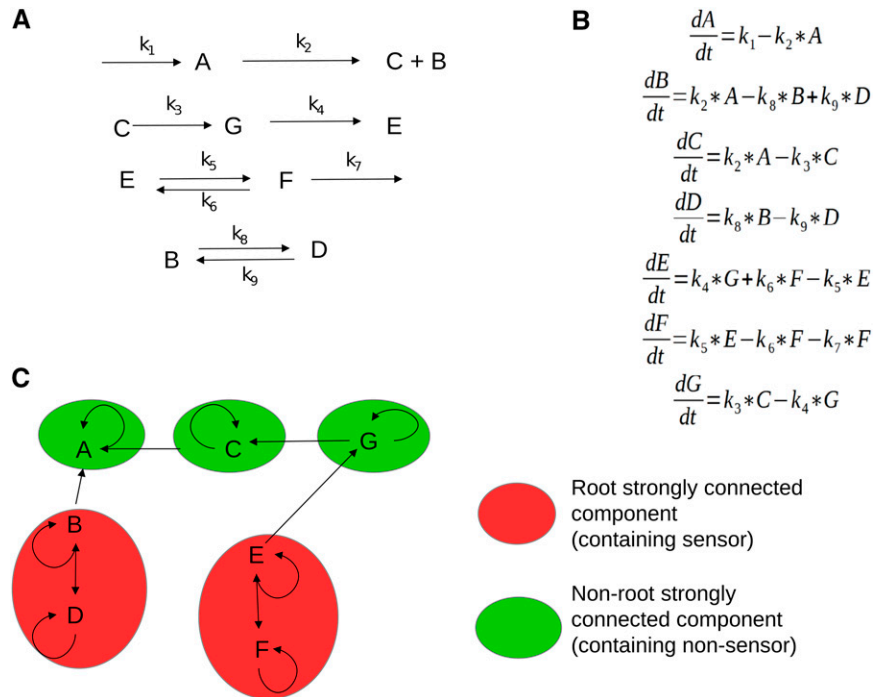 A
k₁
k₂
A
C + B
k₃
k₄
C
G
E
k₅
k₇
E
F
k₆
k₈
B
D
k₉
B
dA/dt=k₁−k₂*A
dB/dt=k₂*A−k₈*B+k₉*D
dC/dt=k₂*A−k₃*C
dD/dt=k₈*B−k₉*D
dE/dt=k₄*G+k₆*F−k₅*E
dF/dt=k₅*E−k₆*F−k₇*F
dG/dt=k₃*C−k₄*G
C
A
C
G
B
E
D
F
Root strongly connected
component
(containing sensor)
Non-root strongly
connected component
(containing non-sensor)